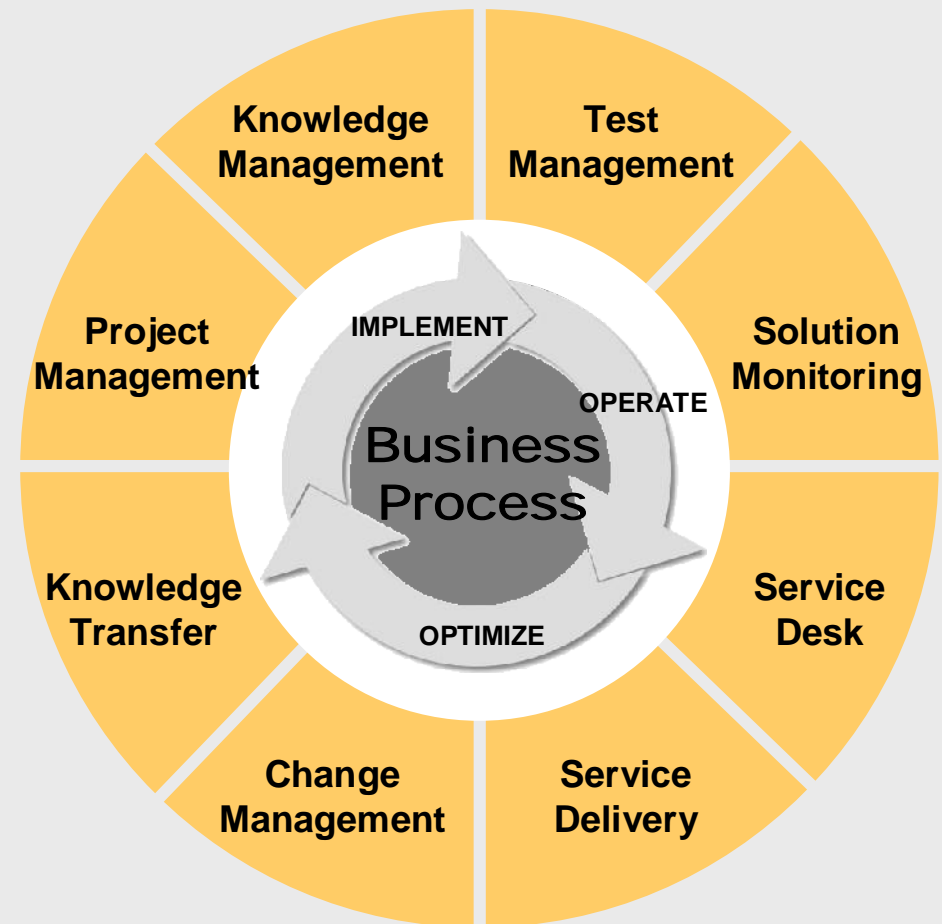 Knowledge
Management
Test
Management
Project
Management
Solution
Monitoring
IMPLEMENT
OPERATE
Business
Process
OPTIMIZE
Knowledge
Transfer
Service
Desk
Change
Management
Service
Delivery